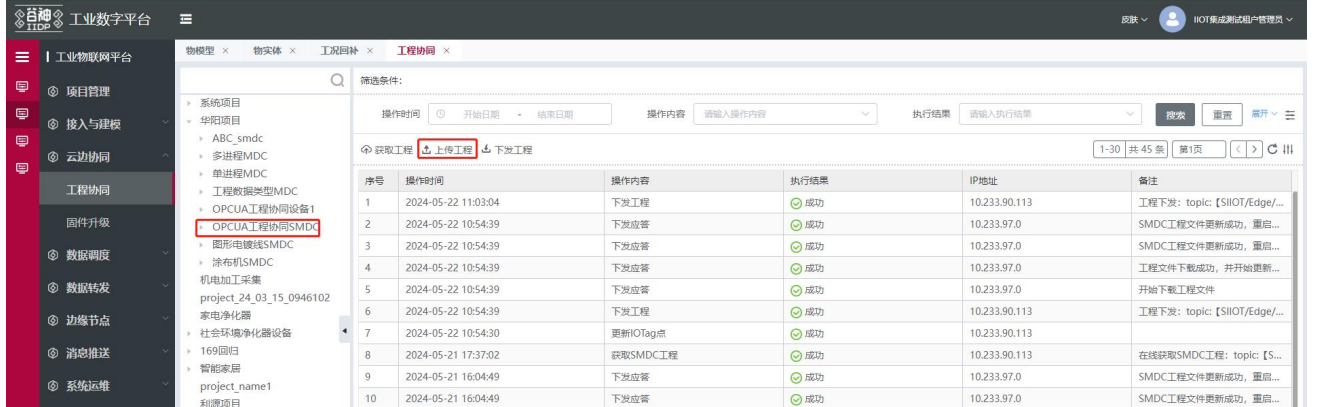 谷神 IIDP 工业数字平台 皮肤 IIOT集成测试租户管理员
工业物联网平台
物模型 × 物实体 × 工况回补 × 工程协同 ×
项目管理
接入与建模
云边协同
工程协同
固件升级
数据调度
数据转发
边缘节点
消息推送
系统运维
系统项目
华阳项目
ABC_smdc
多进程MDC
单进程MDC
工程数据类型MDC
OPCUA工程协同设备1
OPCUA工程协同SMDC
图形电镀线SMDC
涂布机SMDC
机电加工采集
project_24_03_15_0946102
家电净化器
社会环境净化器设备
169回归
智能家居
project_name1
利源项目
筛选条件:
操作时间 开始日期 - 结束日期 操作内容 请输入操作内容 执行结果 请输入执行结果 搜索 重置 展开
获取工程 上传工程 下发工程 1-30 共 45 条 第1页 < >
序号 操作时间 操作内容 执行结果 IP地址 备注
1 2024-05-22 11:03:04 下发工程 成功 10.233.90.113 工程下发: topic:【SIIOT/Edge/...
2 2024-05-22 10:54:39 下发应答 成功 10.233.97.0 SMDC工程文件更新成功, 重启...
3 2024-05-22 10:54:39 下发应答 成功 10.233.97.0 SMDC工程文件更新成功, 重启...
4 2024-05-22 10:54:39 下发应答 成功 10.233.97.0 工程文件下载成功, 并开始更新...
5 2024-05-22 10:54:39 下发应答 成功 10.233.97.0 开始下载工程文件
6 2024-05-22 10:54:39 下发工程 成功 10.233.90.113 工程下发: topic:【SIIOT/Edge/...
7 2024-05-22 10:54:30 更新IOTag点 成功 10.233.90.113
8 2024-05-21 17:37:02 获取SMDC工程 成功 10.233.90.113 在线获取SMDC工程: topic:【S...
9 2024-05-21 16:04:49 下发应答 成功 10.233.97.0 SMDC工程文件更新成功, 重启...
10 2024-05-21 16:04:49 下发应答 成功 10.233.97.0 SMDC工程文件更新成功, 重启...